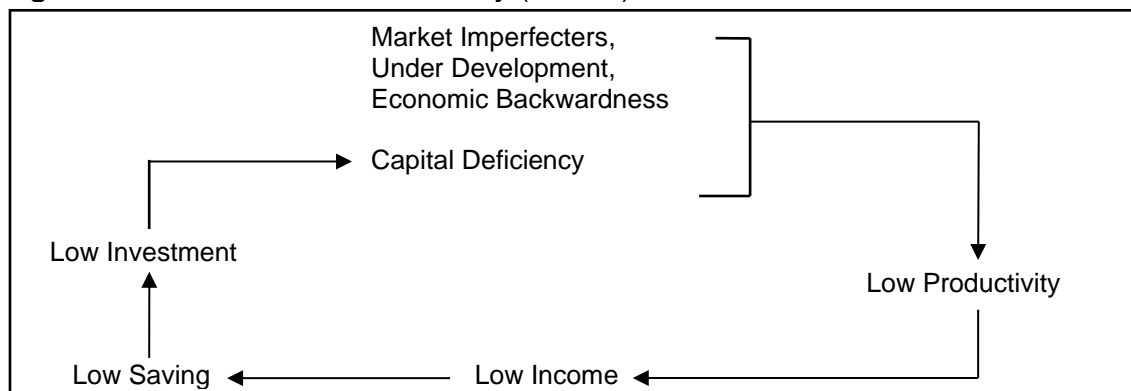 Market Imperfecters,
Under Development,
Economic Backwardness
Capital Deficiency
Low Investment
Low Productivity
Low Saving
Low Income